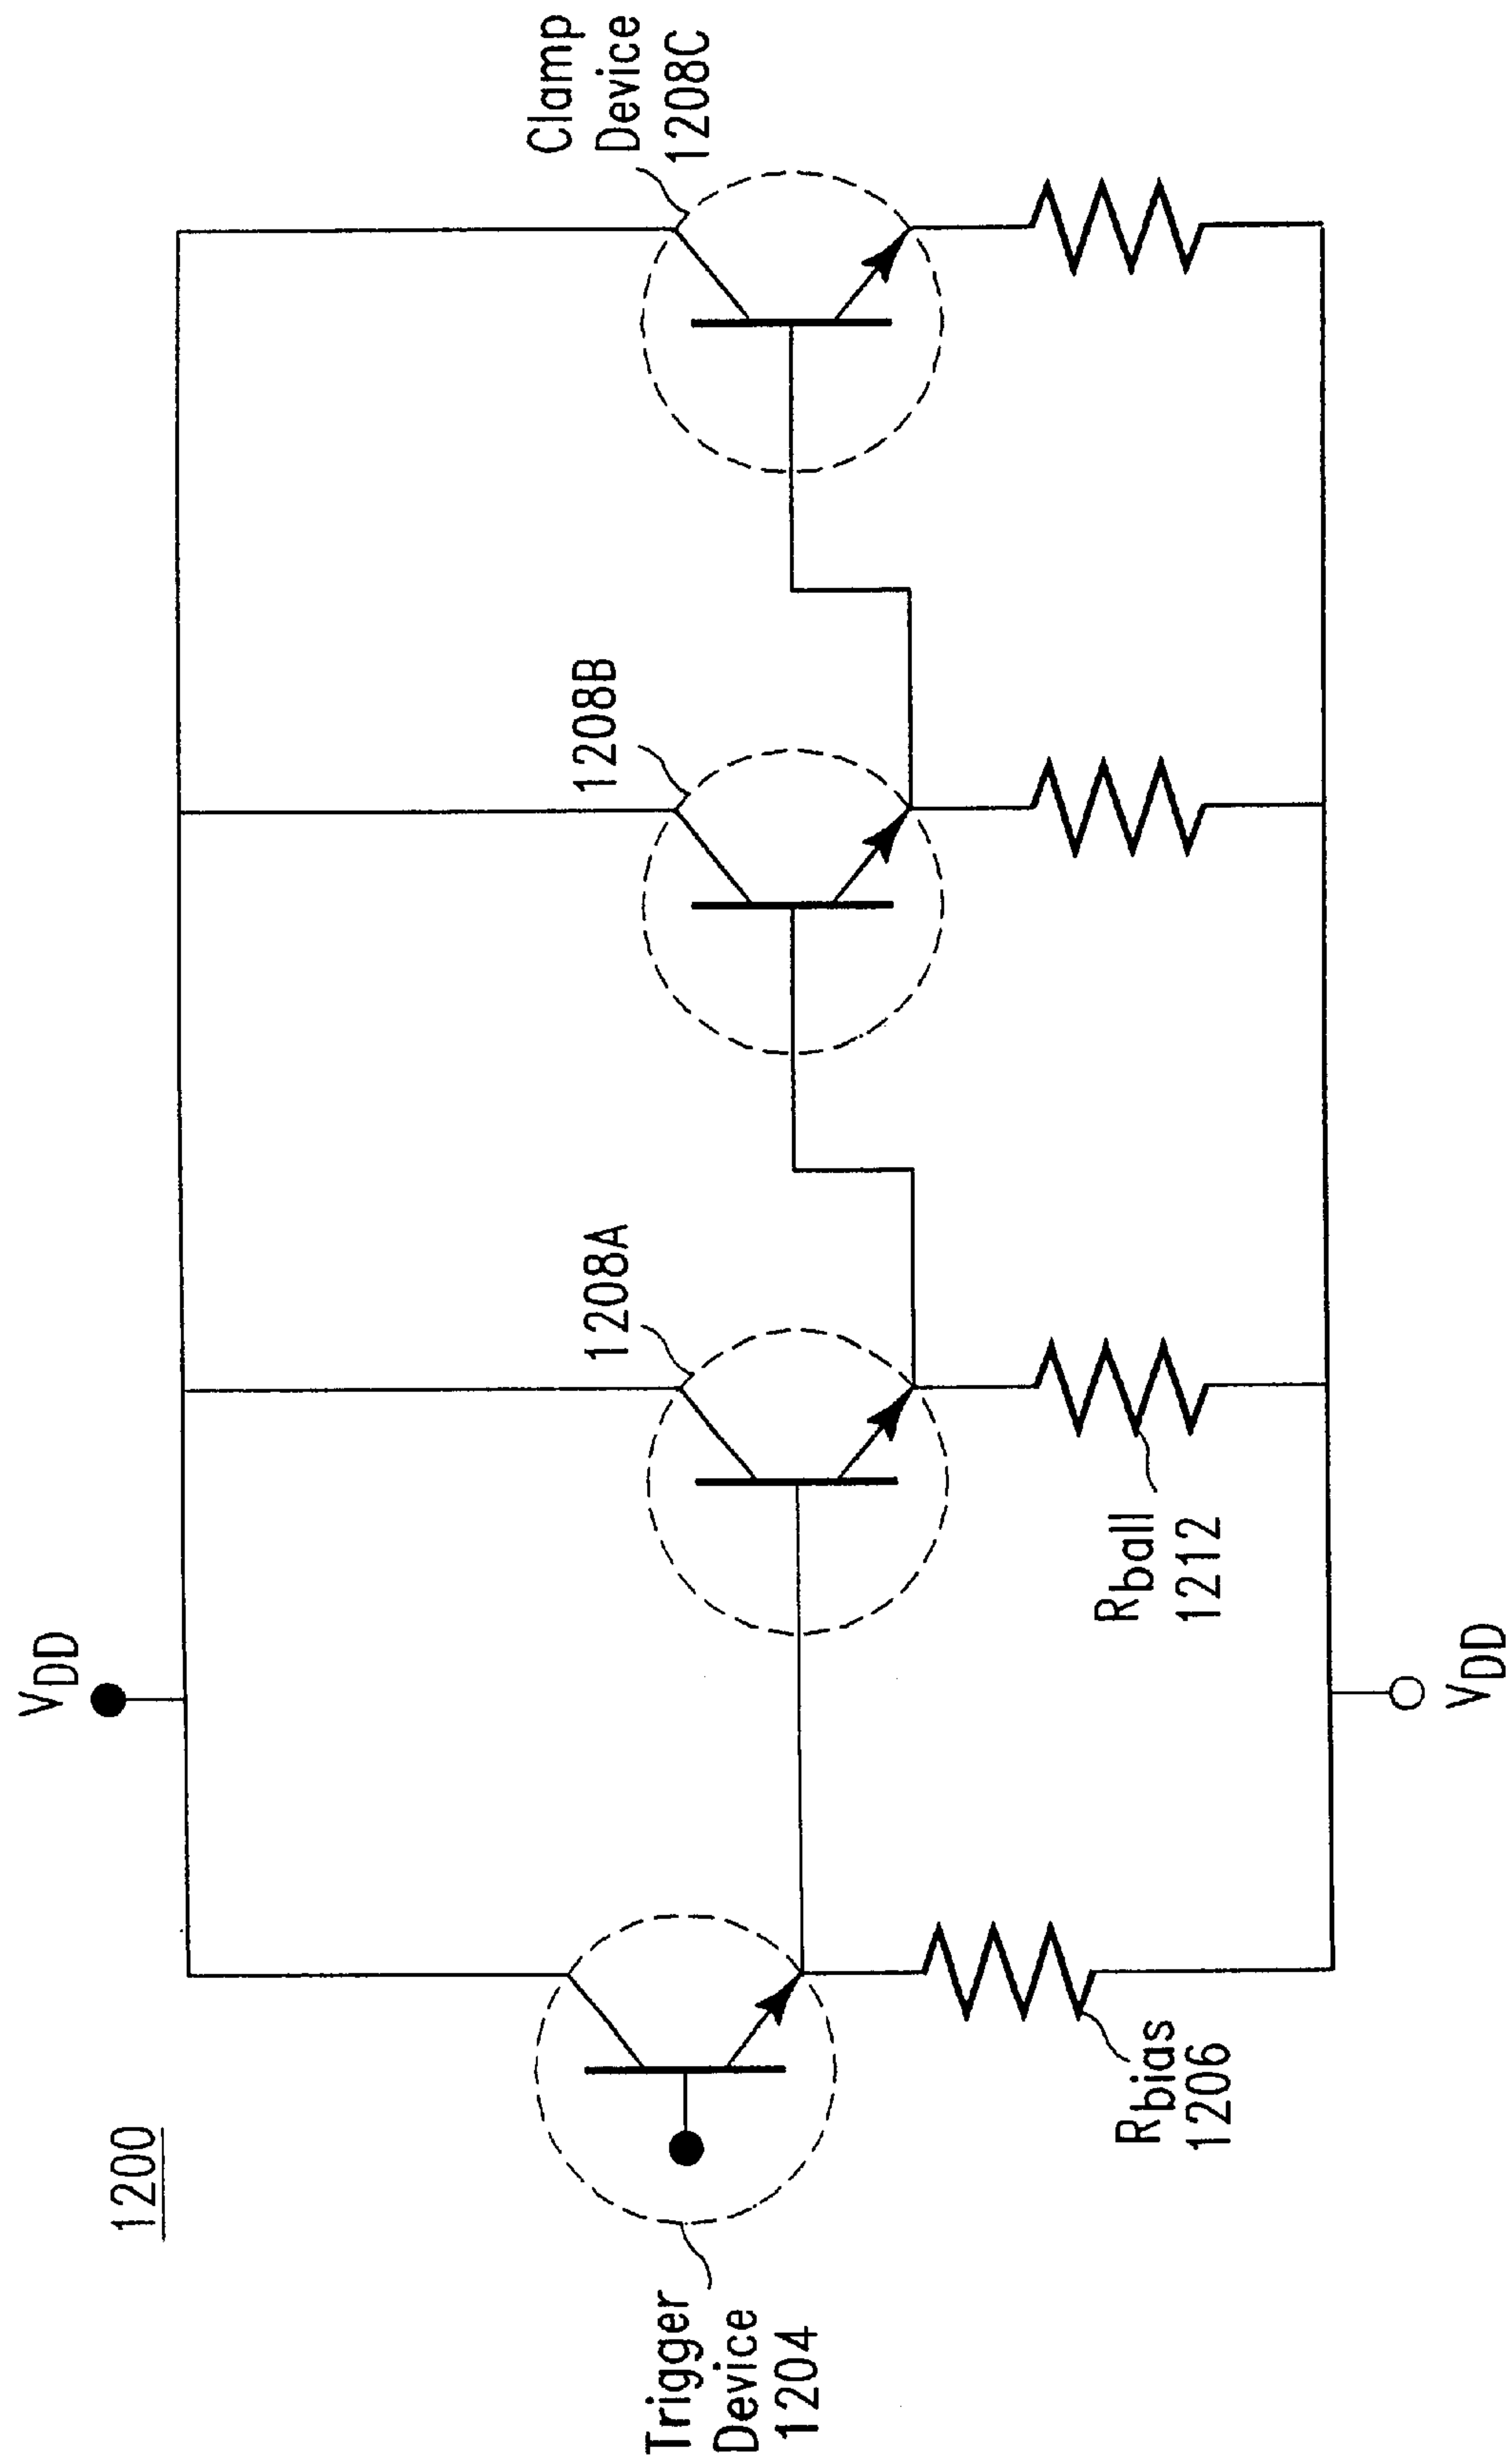 1200
V_DD
Trigger
Device
1204
R_bias
1206
1208A
R_ball
1212
1208B
Clamp
Device
1208C
V_DD